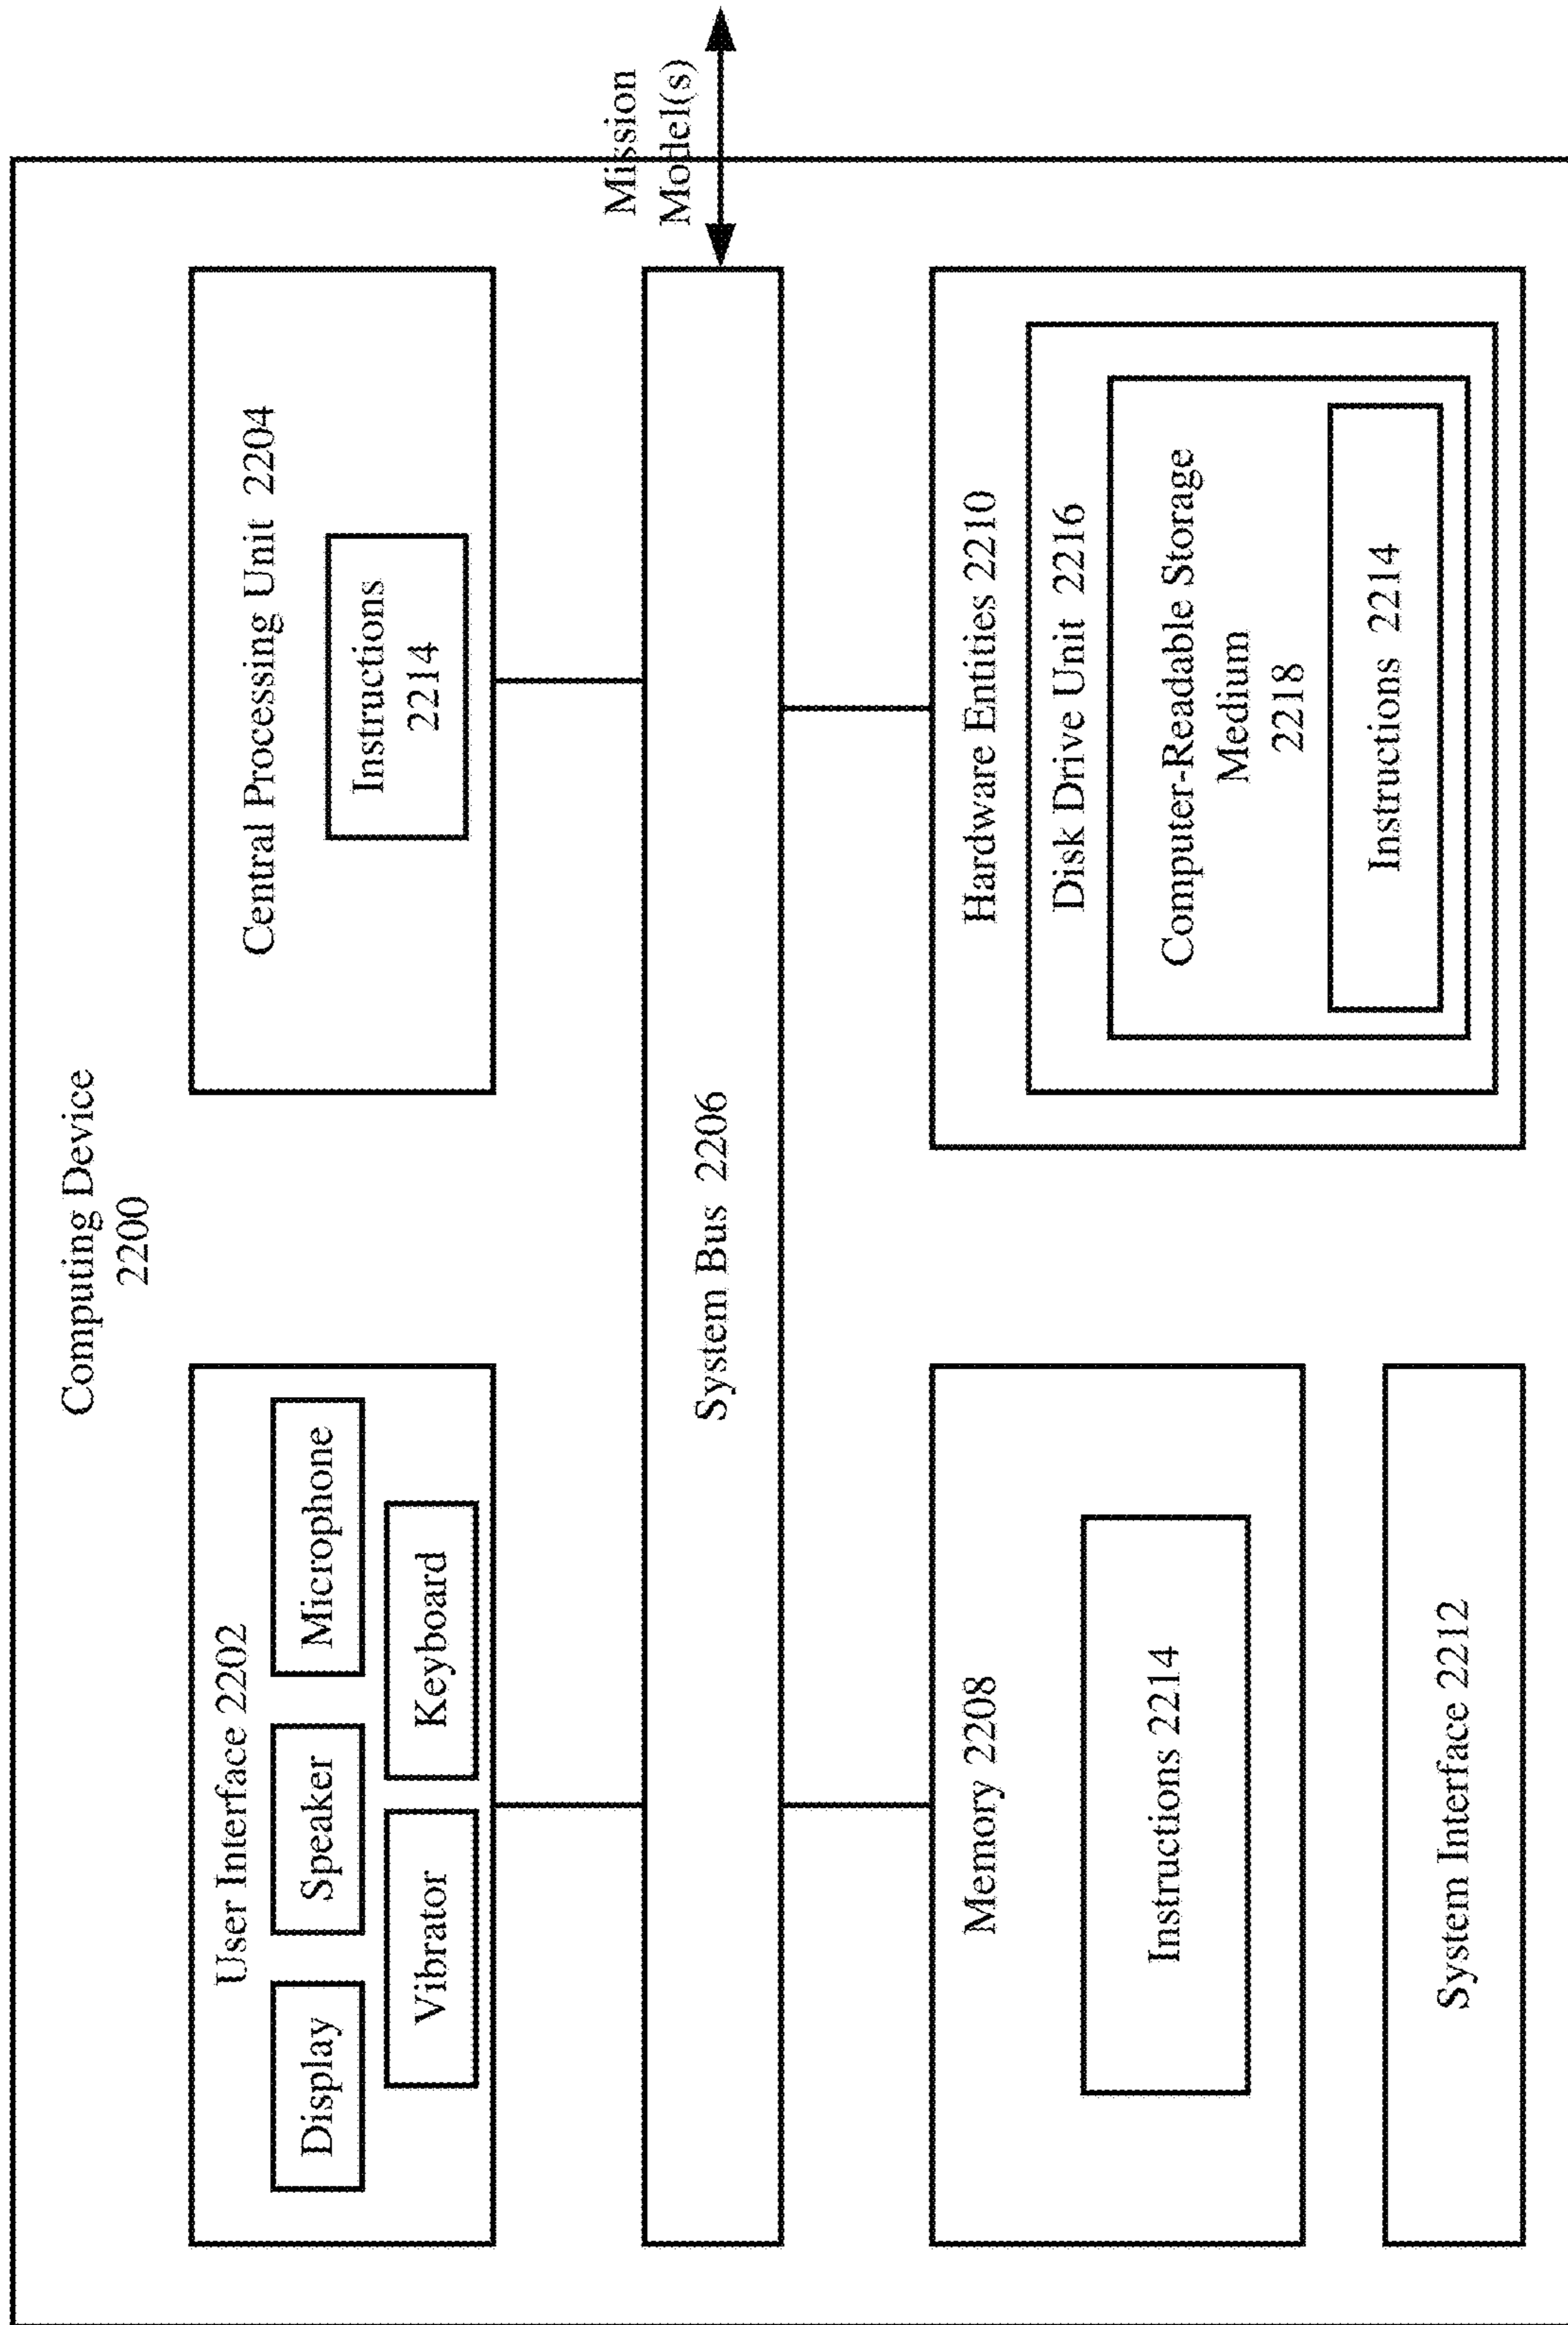 Computing Device
2200
User Interface 2202
Display
Speaker
Microphone
Vibrator
Keyboard
Central Processing Unit 2204
Instructions
2214
Mission
Model(s)
System Bus 2206
Memory 2208
Instructions 2214
System Interface 2212
Hardware Entities 2210
Disk Drive Unit 2216
Computer-Readable Storage
Medium
2218
Instructions 2214